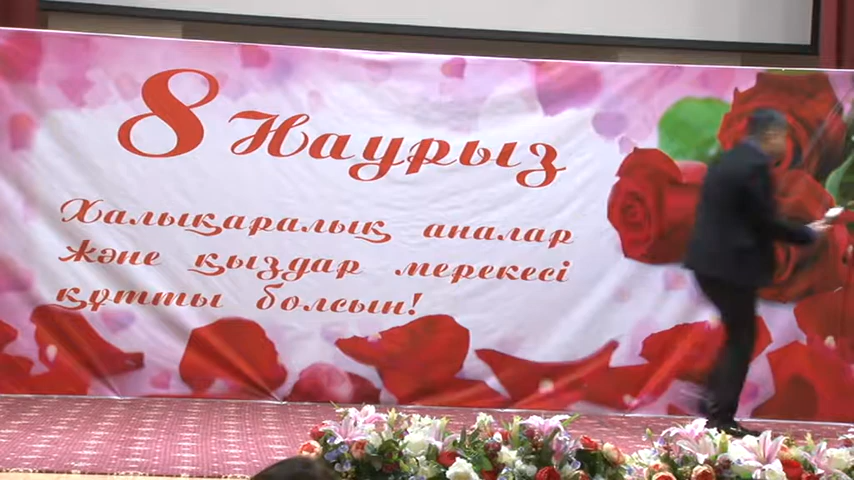 8 Наурыз
Халықаралық аналар
және қыздар мерекесі
құтты болсын!